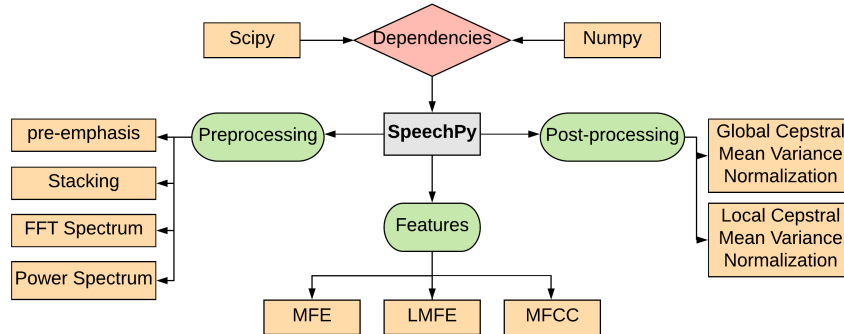 Scipy
Dependencies
Numpy
pre-emphasis
Preprocessing
SpeechPy
Post-processing
Global Cepstral
Mean Variance
Normalization
Stacking
FFT Spectrum
Power Spectrum
Features
Local Cepstral
Mean Variance
Normalization
MFE
LMFE
MFCC